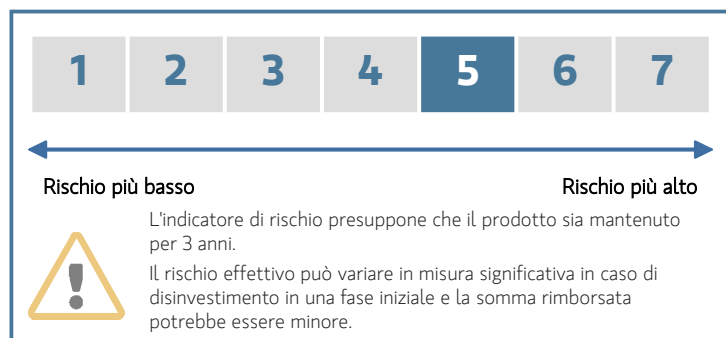 1 2 3 4 5 6 7
Rischio più basso Rischio più alto
L'indicatore di rischio presuppone che il prodotto sia mantenuto
per 3 anni.
Il rischio effettivo può variare in misura significativa in caso di
disinvestimento in una fase iniziale e la somma rimborsata
potrebbe essere minore.